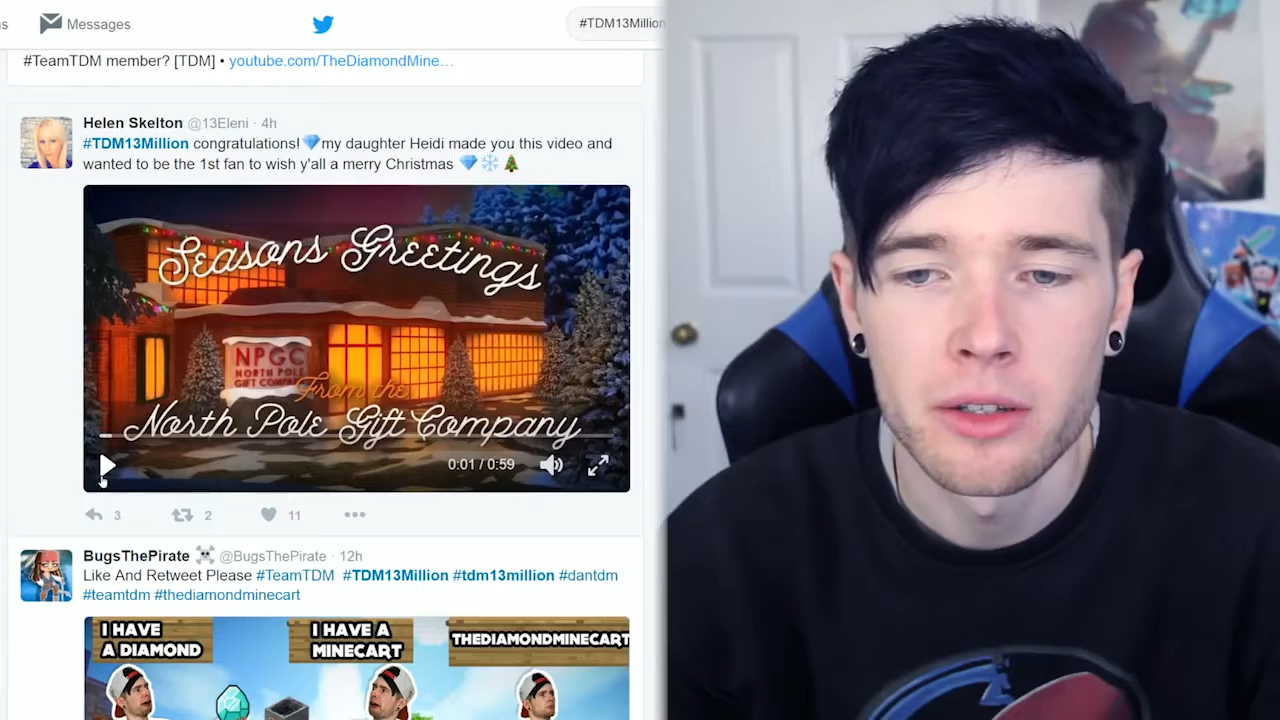 s Messages #TDM13Million
#TeamTDM member? [TDM] • youtube.com/TheDiamondMine…
Helen Skelton @13Eleni · 4h
#TDM13Million congratulations!💎my daughter Heidi made you this video and
wanted to be the 1st fan to wish y'all a merry Christmas 💎❄️🎄
Seasons Greetings
NPGC
NORTH POLE
GIFT COMPANY
From the
North Pole Gift Company
0:01 / 0:59
3 2 11
BugsThePirate ☠️ @BugsThePirate · 12h
Like And Retweet Please #TeamTDM #TDM13Million #tdm13million #dantdm
#teamtdm #thediamondminecart
I HAVE
A DIAMOND
I HAVE A
MINECART
THEDIAMONDMINECART